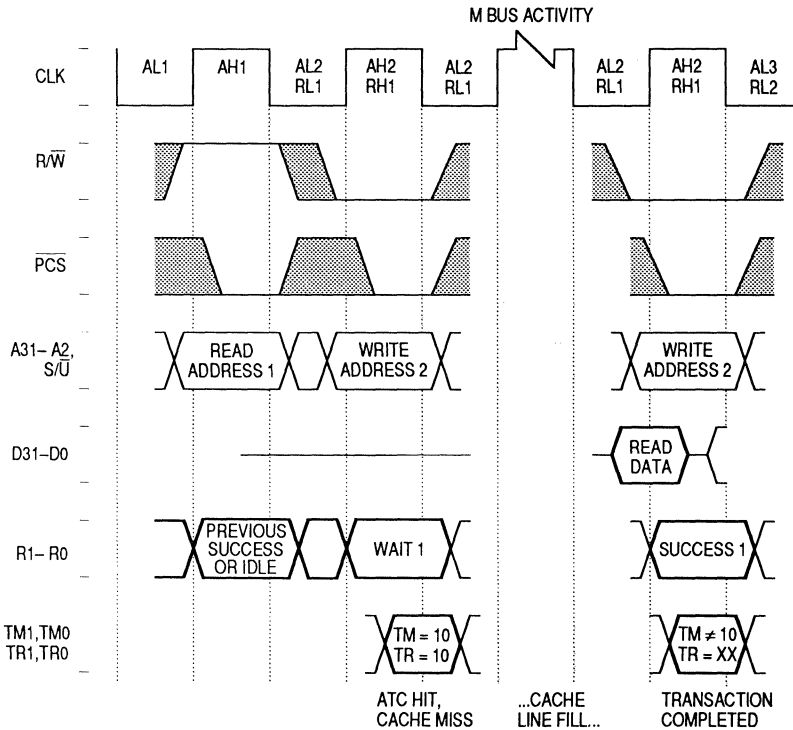 M BUS ACTIVITY
CLK
AL1
AH1
AL2
RL1
AH2
RH1
AL2
RL1
AL2
RL1
AH2
RH1
AL3
RL2
R/W̅
P̅C̅S̅
A31– A2,
S/U̅
READ
ADDRESS 1
WRITE
ADDRESS 2
WRITE
ADDRESS 2
D31–D0
READ
DATA
R1– R0
PREVIOUS
SUCCESS
OR IDLE
WAIT 1
SUCCESS 1
TM1,TM0
TR1,TR0
TM = 10
TR = 10
TM ≠ 10
TR = XX
ATC HIT,
CACHE MISS
...CACHE
LINE FILL...
TRANSACTION
COMPLETED